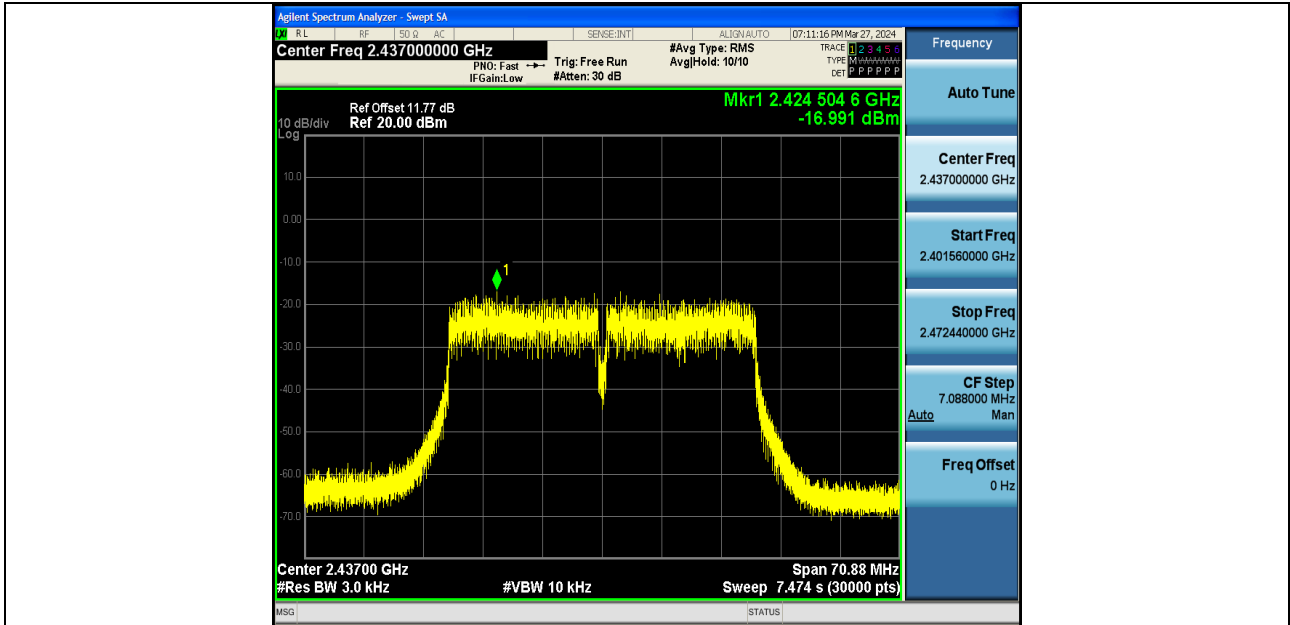 Agilent Spectrum Analyzer - Swept SA
LXI RL RF 50 Ω AC SENSE:INT ALIGN AUTO 07:11:16 PM Mar 27, 2024
Center Freq 2.437000000 GHz
PNO: Fast
IFGain:Low
Trig: Free Run
#Atten: 30 dB
#Avg Type: RMS
Avg|Hold: 10/10
TRACE 1 2 3 4 5 6
TYPE M
DET P P P P P P
Ref Offset 11.77 dB
10 dB/div Ref 20.00 dBm
Log
Mkr1 2.424 504 6 GHz
-16.991 dBm
10.0
0.00
-10.0
-20.0
-30.0
-40.0
-50.0
-60.0
-70.0
1
Center 2.43700 GHz Span 70.88 MHz
#Res BW 3.0 kHz #VBW 10 kHz Sweep 7.474 s (30000 pts)
MSG STATUS
Frequency
Auto Tune
Center Freq
2.437000000 GHz
Start Freq
2.401560000 GHz
Stop Freq
2.472440000 GHz
CF Step
7.088000 MHz
Auto Man
Freq Offset
0 Hz